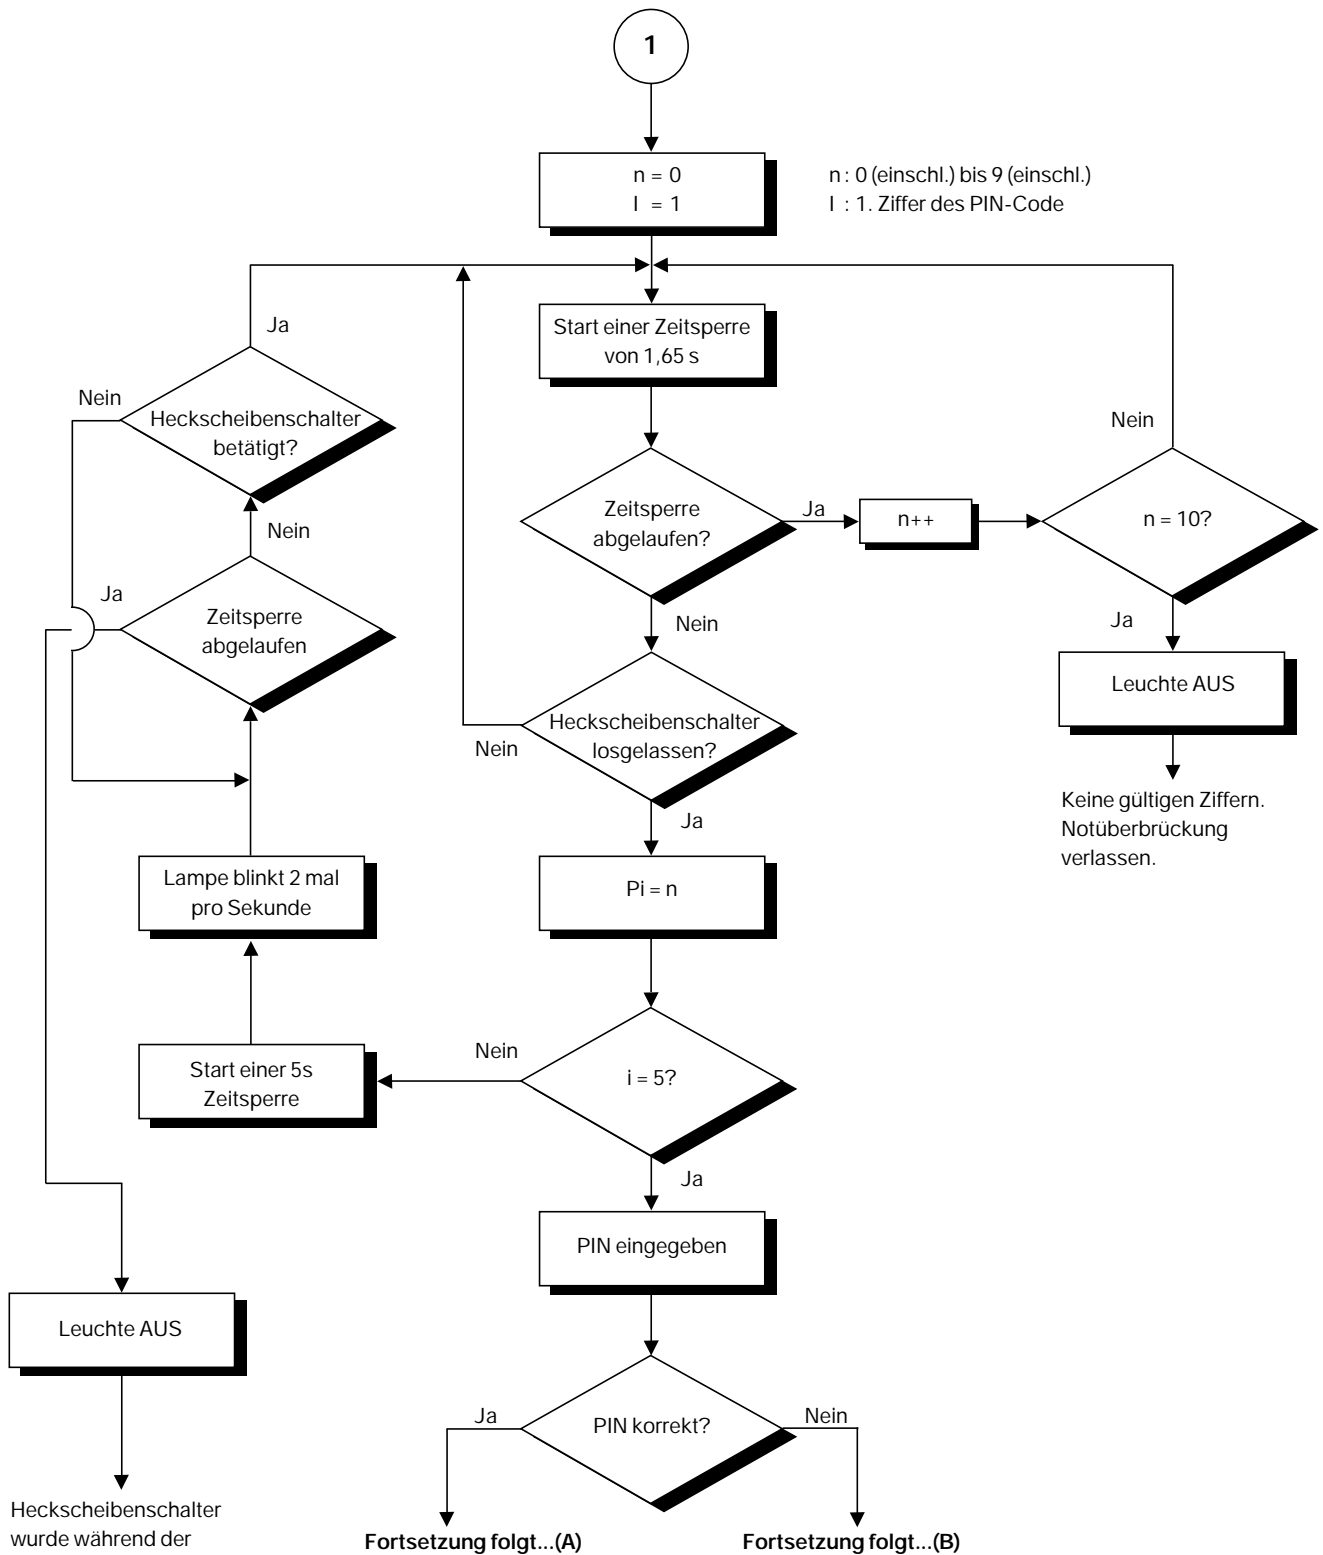 1
n = 0
I = 1
n : 0 (einschl.) bis 9 (einschl.)
I : 1. Ziffer des PIN-Code
Start einer Zeitsperre
von 1,65 s
Ja
Nein
Heckscheibenschalter
betätigt?
Nein
Zeitsperre
abgelaufen?
Ja
n++
n = 10?
Nein
Nein
Ja
Zeitsperre
abgelaufen
Nein
Ja
Leuchte AUS
Heckscheibenschalter
losgelassen?
Nein
Ja
Keine gültigen Ziffern.
Notüberbrückung
verlassen.
Lampe blinkt 2 mal
pro Sekunde
Pi = n
Nein
i = 5?
Start einer 5s
Zeitsperre
Ja
PIN eingegeben
Leuchte AUS
Ja
PIN korrekt?
Nein
Heckscheibenschalter
wurde während der
Fortsetzung folgt...(A)
Fortsetzung folgt...(B)